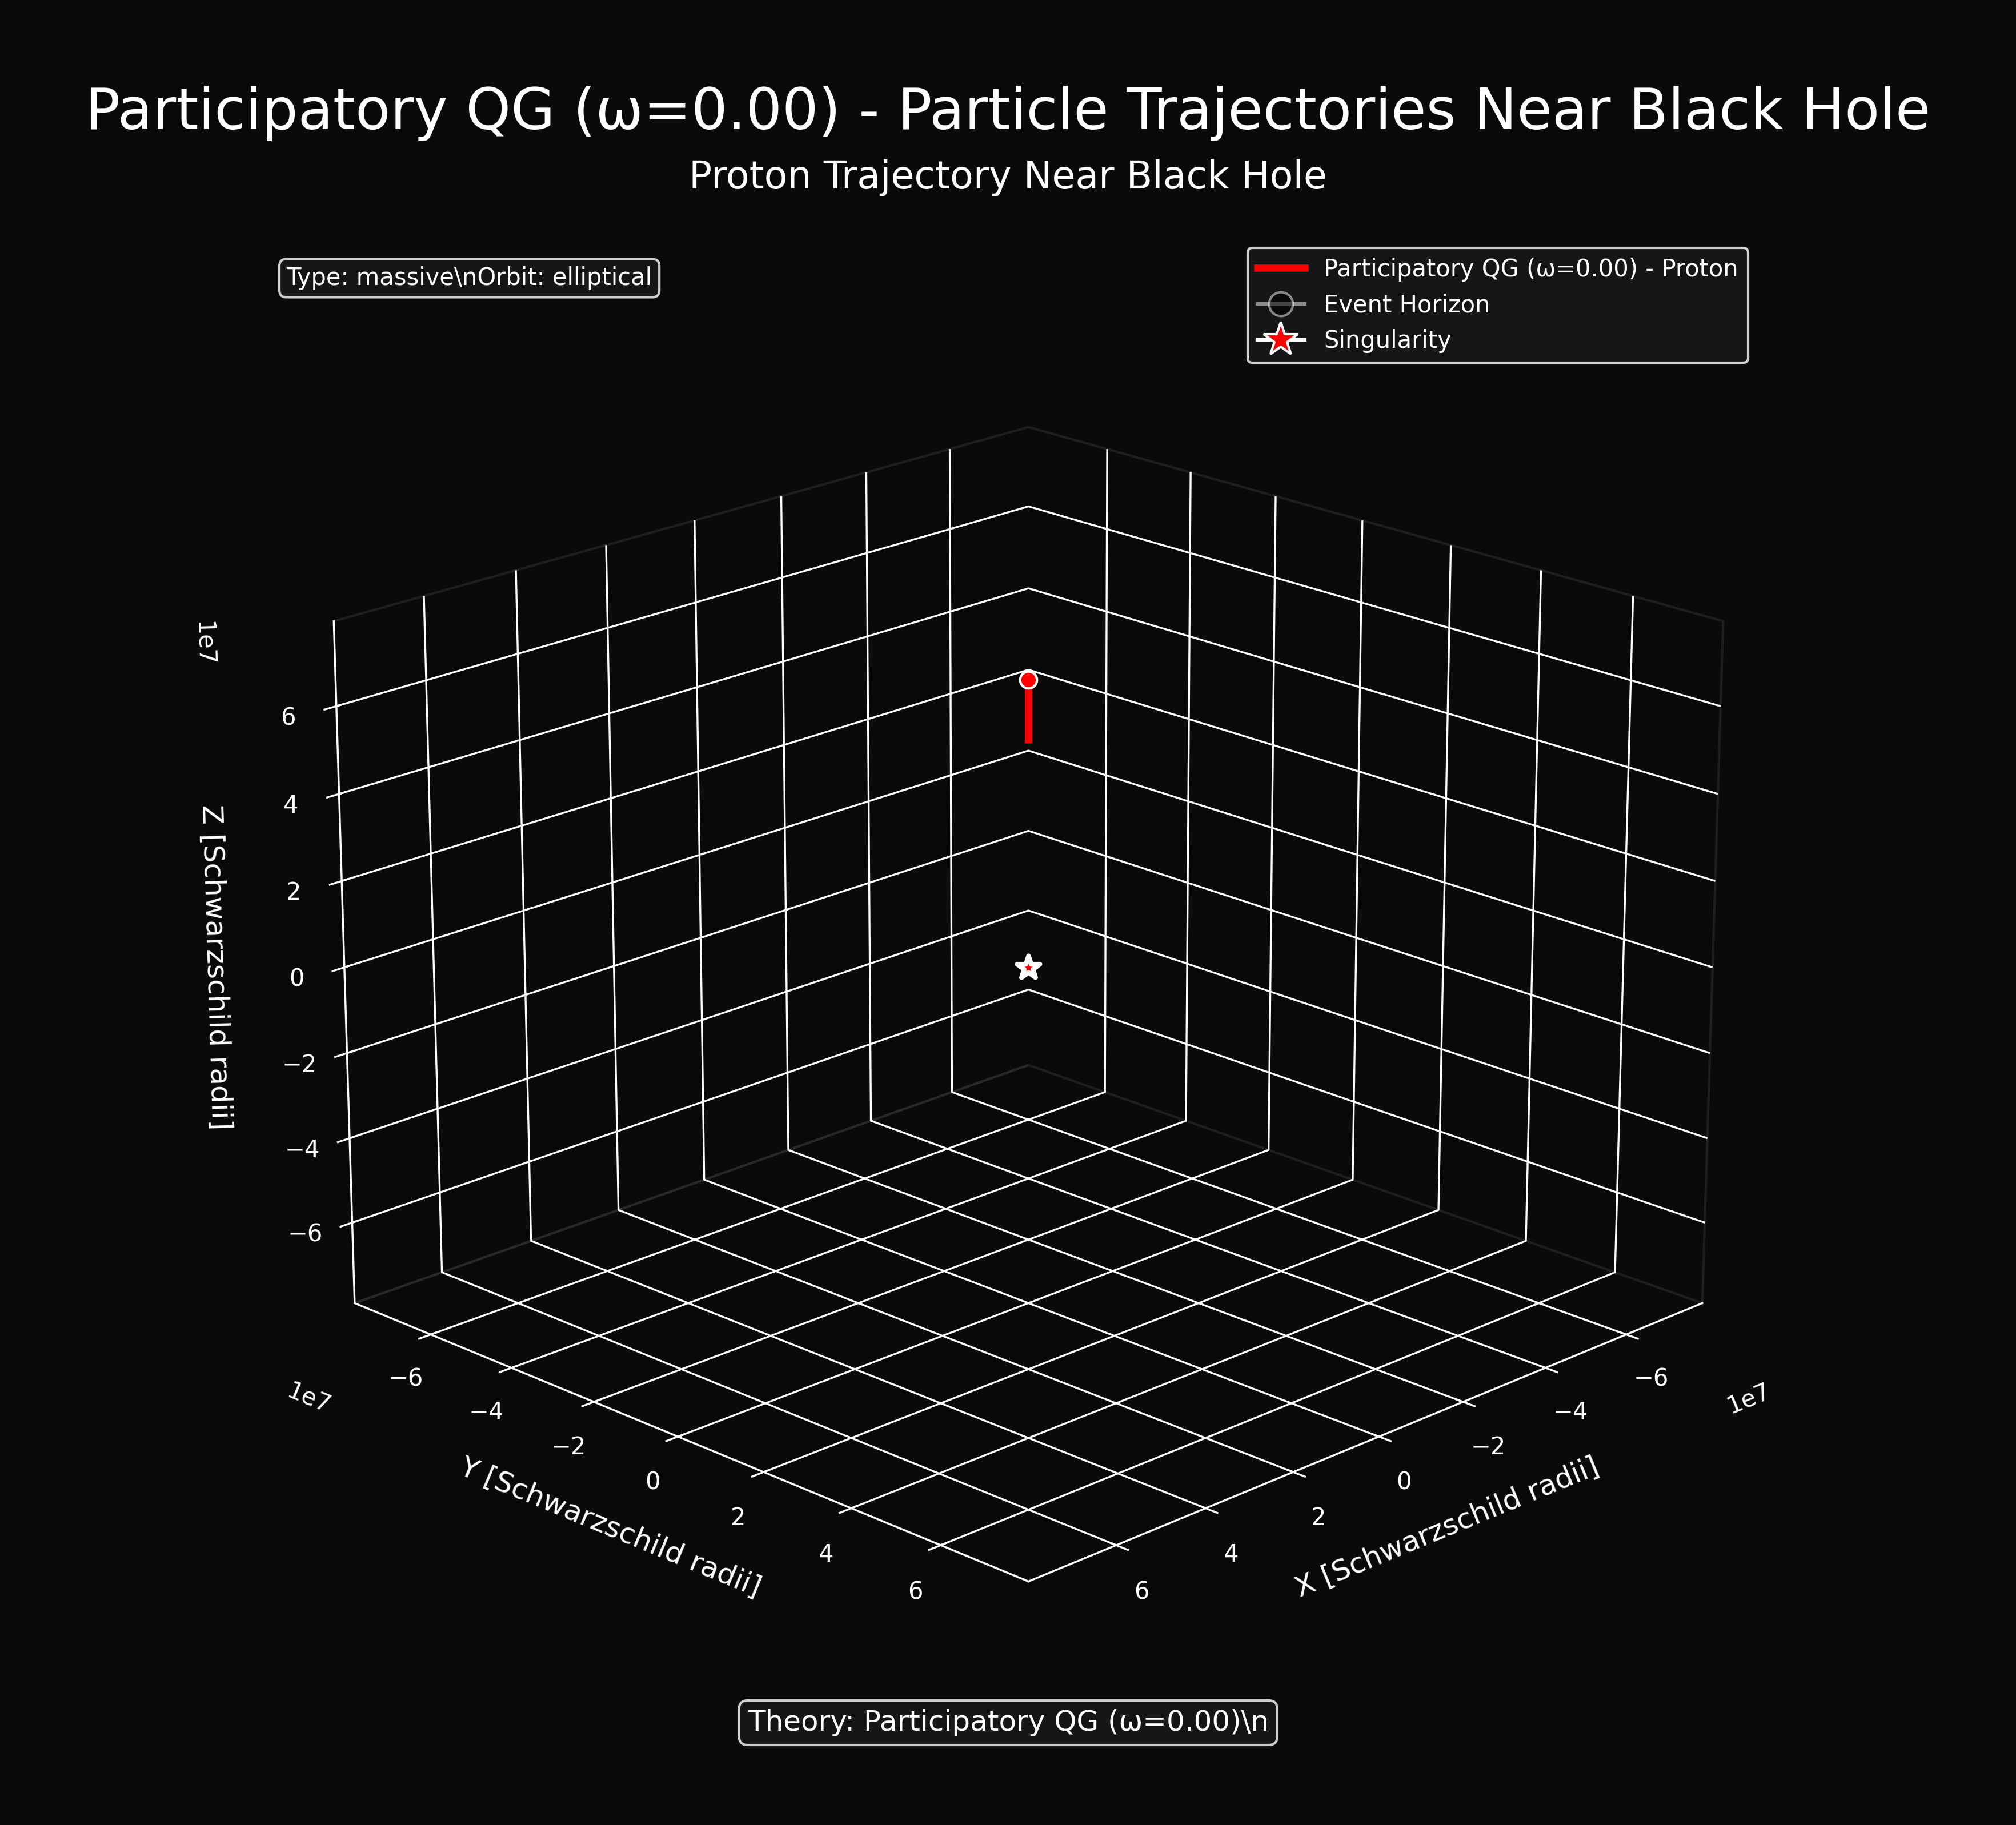 Participatory QG (ω=0.00) - Particle Trajectories Near Black Hole
Proton Trajectory Near Black Hole
Type: massive\nOrbit: elliptical
Participatory QG (ω=0.00) - Proton
Event Horizon
Singularity
1e7
6
4
2
0
−2
−4
−6
Z [Schwarzschild radii]
1e7
−6
−4
−2
0
2
4
6
Y [Schwarzschild radii]
1e7
−6
−4
−2
0
2
4
6
X [Schwarzschild radii]
Theory: Participatory QG (ω=0.00)\n